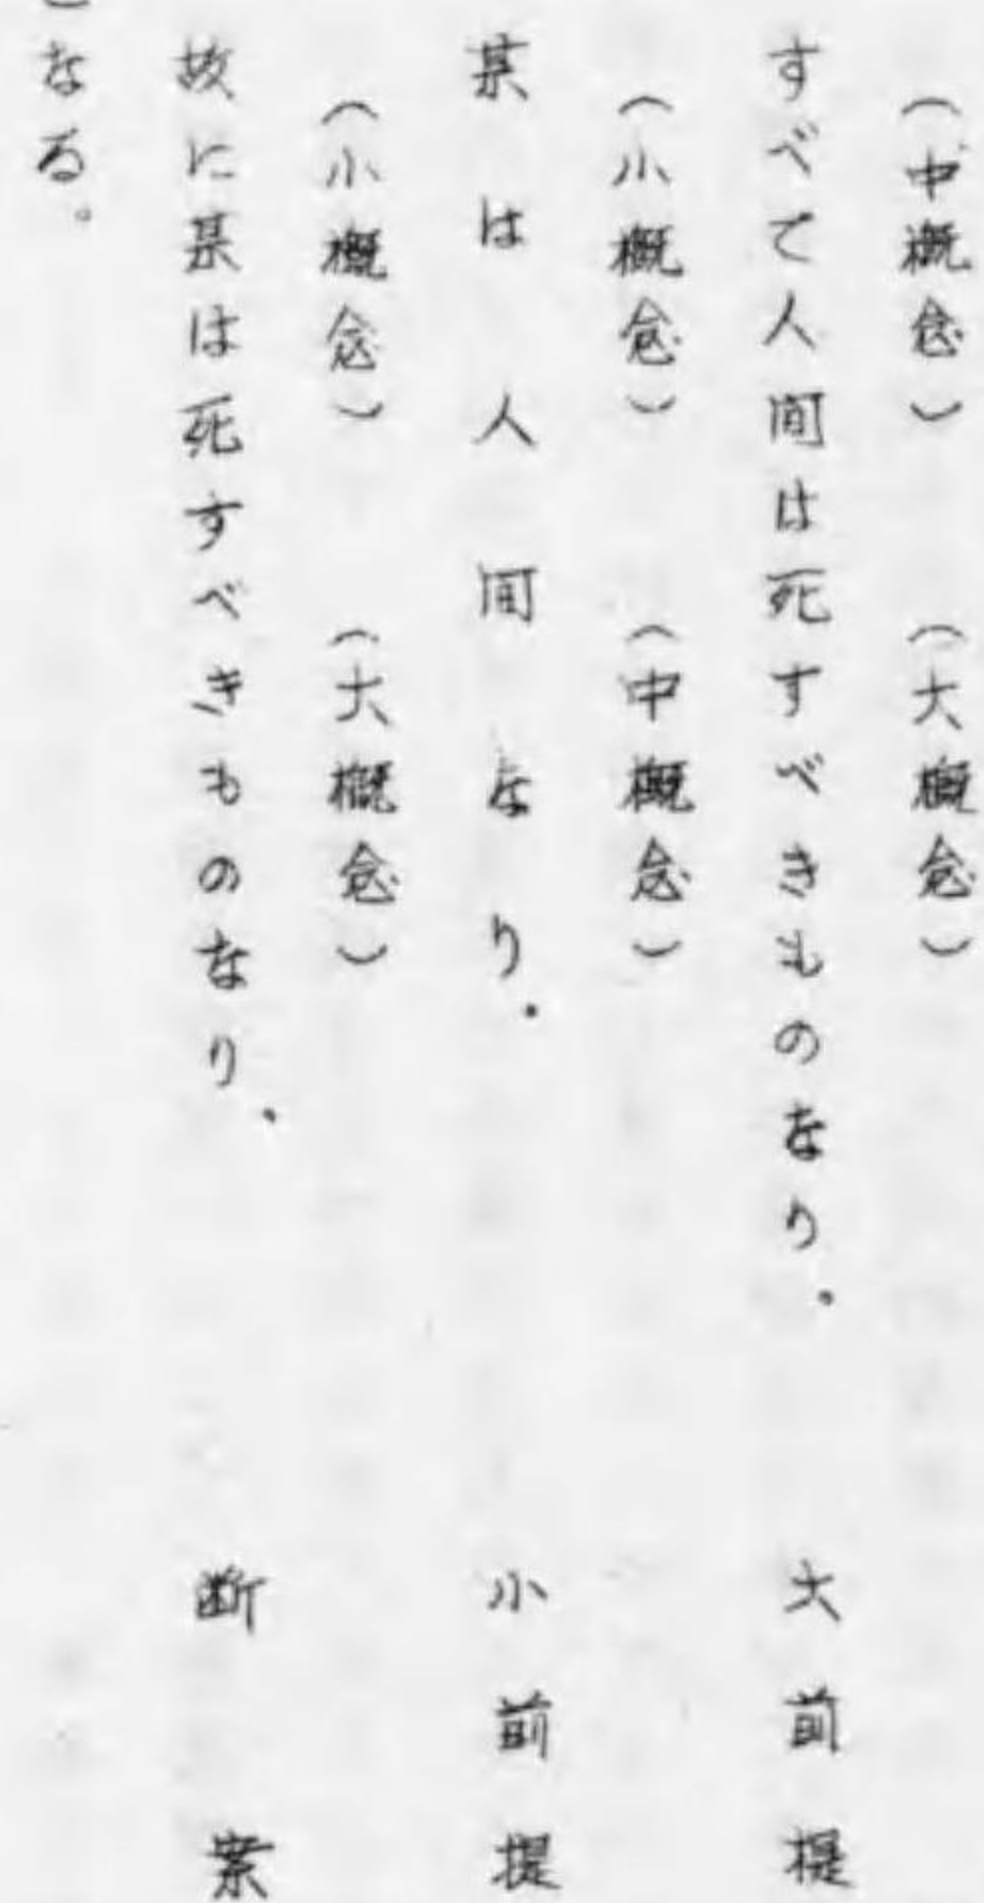 （中概念）　（大概念）
すべて人間は死すべきものなり．　大前提
（小概念）　（中概念）
某は人間なり．　小前提
（小概念）　（大概念）
故に某は死すべきものなり．　断案
なる。